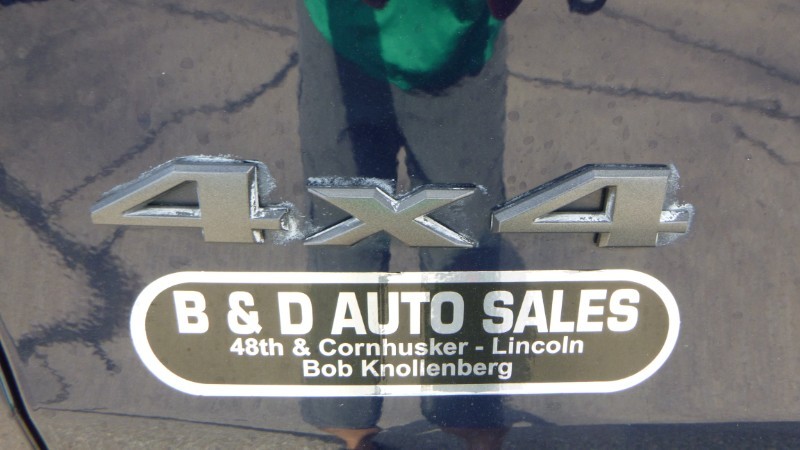 4x4
B & D AUTO SALES
48th & Cornhusker - Lincoln
Bob Knollenberg